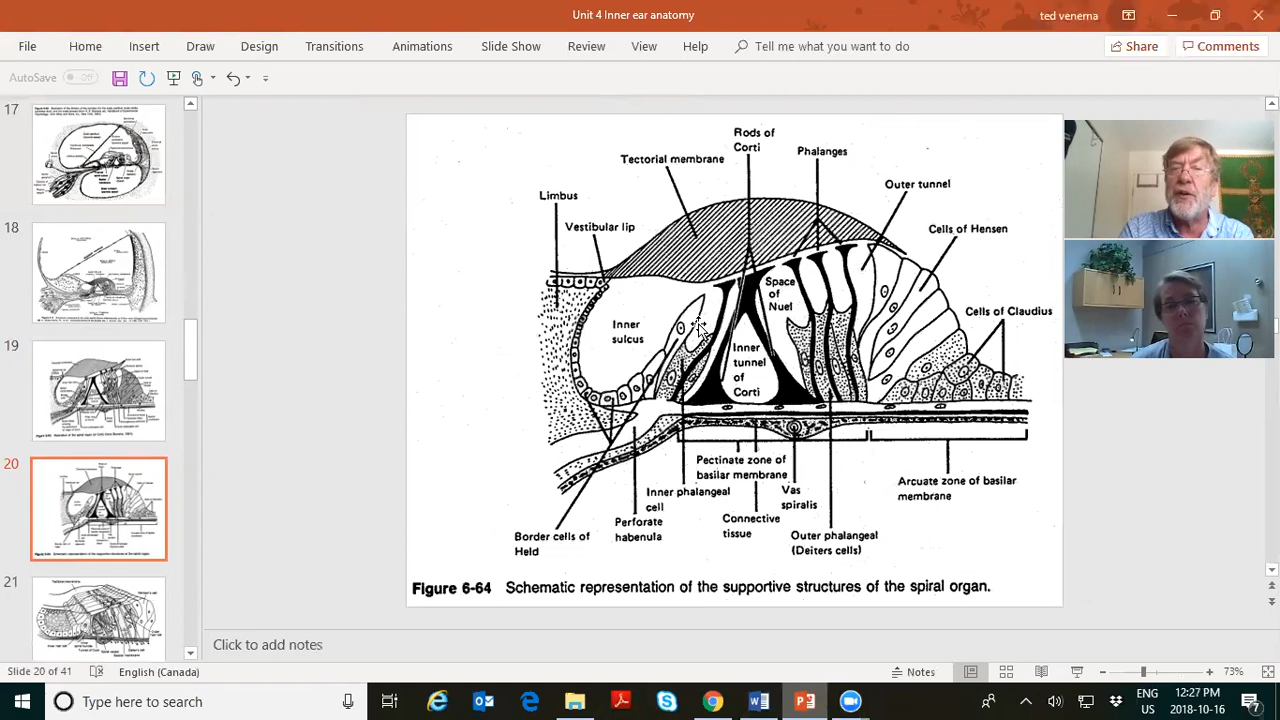 Unit 4 Inner ear anatomy
ted venema
File
Home
Insert
Draw
Design
Transitions
Animations
Slide Show
Review
View
Help
Tell me what you want to do
Share
Comments
AutoSave
Off
17
18
19
20
21
Rods of
Corti
Phalanges
Tectorial membrane
Outer tunnel
Limbus
Vestibular lip
Cells of Hensen
Space
of
Nuel
Cells of Claudius
Inner
sulcus
Inner
tunnel
of
Corti
Pectinate zone of
basilar membrane
Arcuate zone of basilar
membrane
Inner phalangeal
cell
Vas
spiralis
Perforate
habenula
Connective
tissue
Border cells of
Held
Outer phalangeal
(Deiters cells)
Figure 6-64 Schematic representation of the supportive structures of the spiral organ.
Click to add notes
Slide 20 of 41
English (Canada)
Notes
73%
Type here to search
ENG
US
12:27 PM
2018-10-16
7